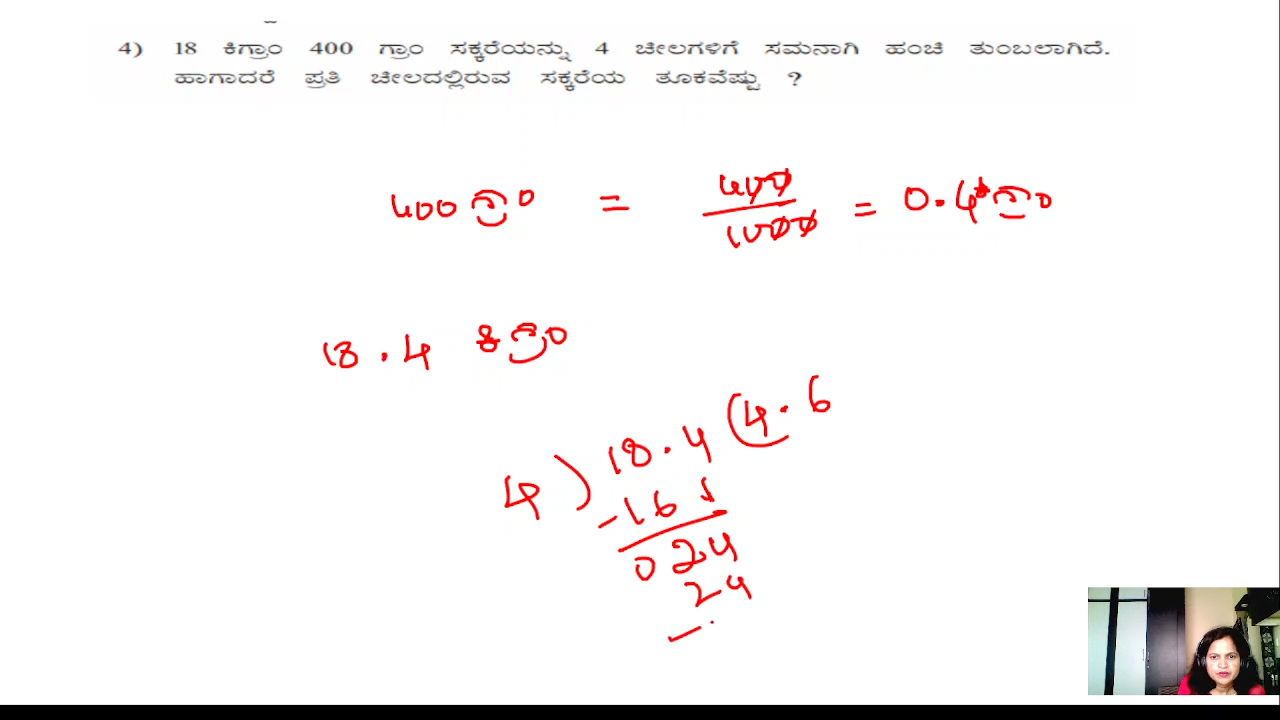 4) 18 ಕಿಗ್ರಾಂ 400 ಗ್ರಾಂ ಸಕ್ಕರೆಯನ್ನು 4 ಚೀಲಗಳಿಗೆ ಸಮನಾಗಿ ಹಂಚಿ ತುಂಬಲಾಗಿದೆ.
ಹಾಗಾದರೆ ಪ್ರತಿ ಚೀಲದಲ್ಲಿರುವ ಸಕ್ಕರೆಯ ತೂಕವೆಷ್ಟು ?
400 ಗ್ರಾಂ = 400/1000 = 0.4 ಕಿಗ್ರಾಂ
18.4 ಕಿಗ್ರಾಂ
4 ) 18.4 ( 4.6
-16 ↓
024
24